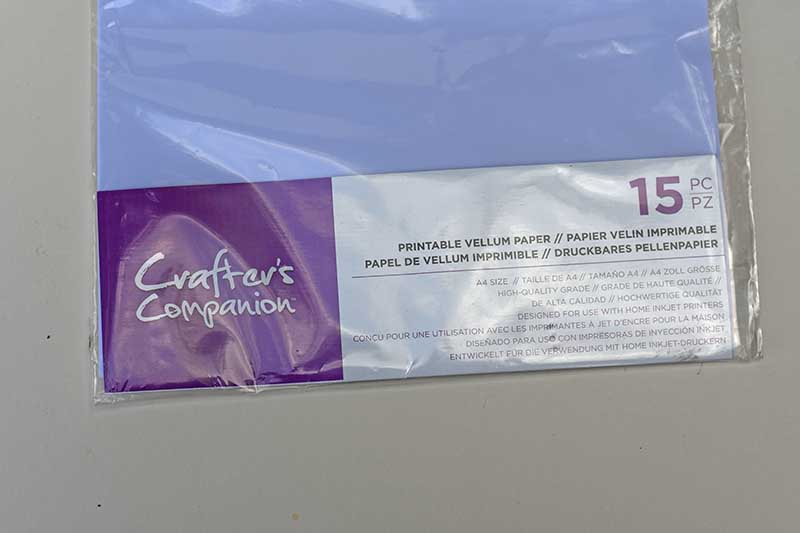 Crafter's
Companion
15 PC
PZ
PRINTABLE VELLUM PAPER // PAPIER VELIN IMPRIMABLE
PAPEL DE VELLUM IMPRIMIBLE // DRUCKBARES PELLENPAPIER
A4 SIZE // TAILLE DE A4 // TAMAÑO A4 // A4 ZOLL GRÖSSE
HIGH-QUALITY GRADE // GRADE DE HAUTE QUALITÉ //
DE ALTA CALIDAD // HOCHWERTIGE QUALITÄT
DESIGNED FOR USE WITH HOME INKJET PRINTERS
CONÇU POUR UNE UTILISATION AVEC LES IMPRIMANTES À JET D'ENCRE POUR LA MAISON
DISEÑADO PARA USO CON IMPRESORAS DE INYECCIÓN INKJET
ENTWICKELT FÜR DIE VERWENDUNG MIT HOME INKJET-DRUCKERN